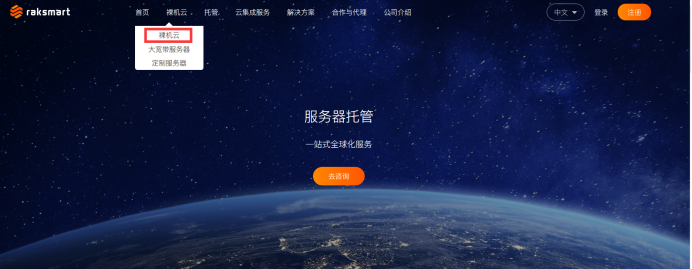 raksmart 首页 裸机云 托管 云集成服务 解决方案 合作与代理 公司介绍 中文 登录 注册
裸机云
大宽带服务器
定制服务器
服务器托管
一站式全球化服务
去咨询